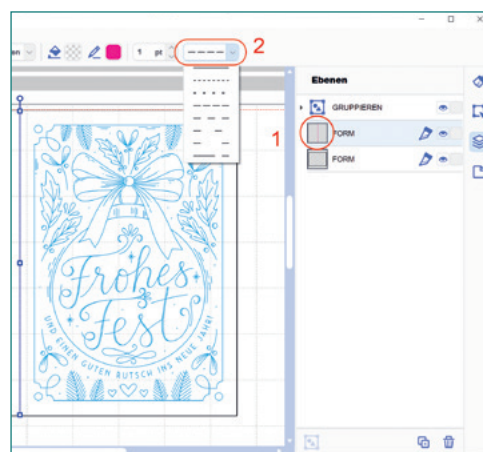 en
1 pt
2
Ebenen
GRUPPIEREN
1
FORM
FORM
Frohes
Fest
UND EINEN GUTEN RUTSCH INS NEUE JAHR!